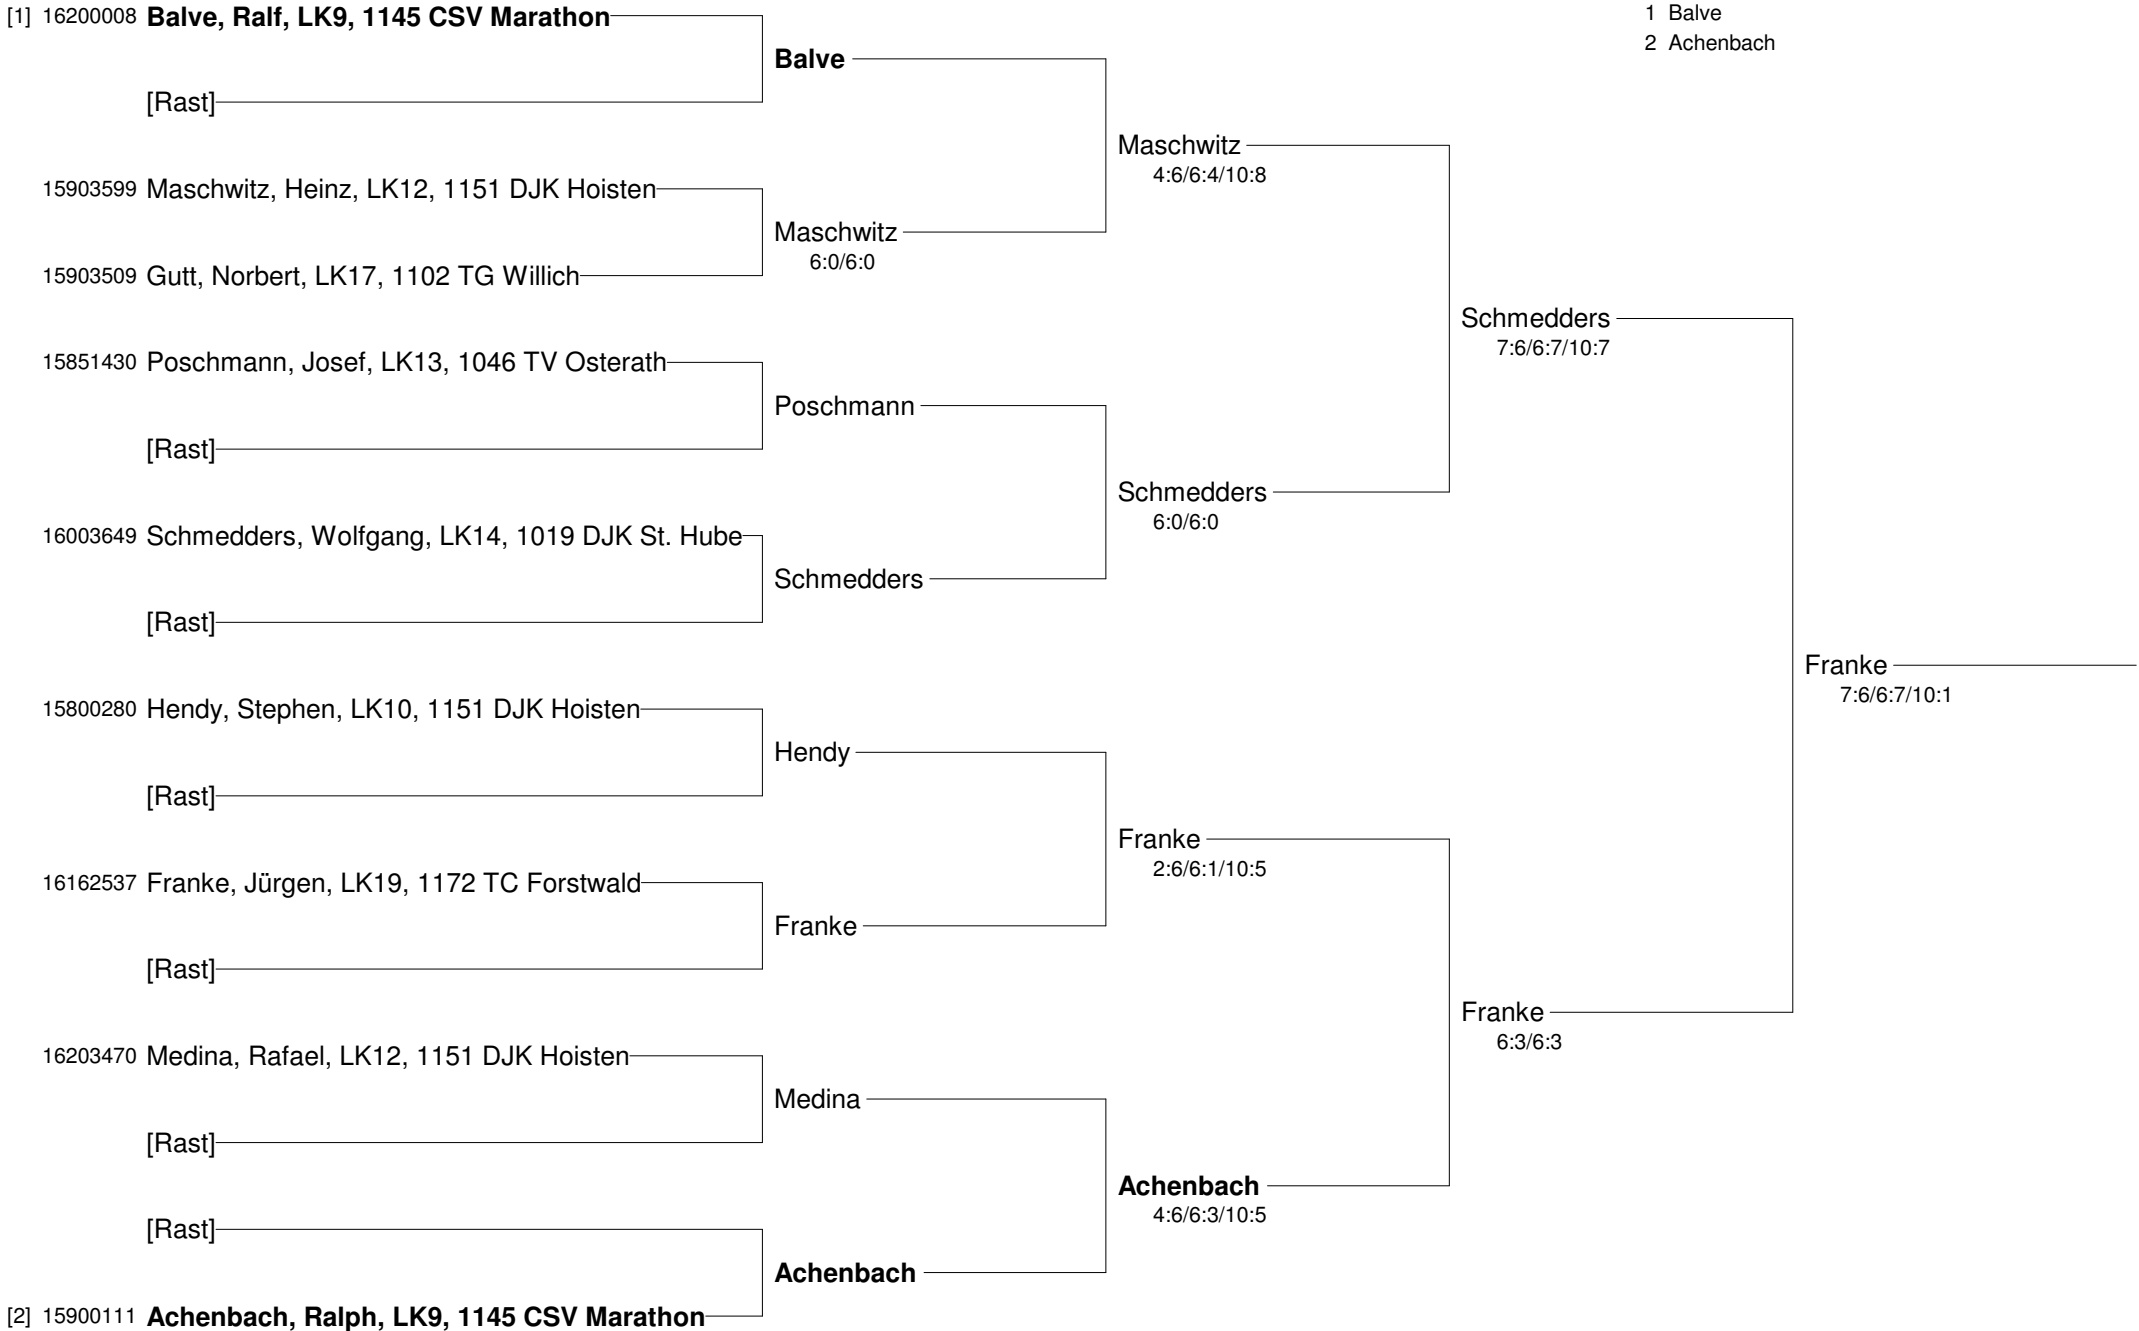 [1] 16200008 Balve, Ralf, LK9, 1145 CSV Marathon
1 Balve
2 Achenbach
Balve
[Rast]
Maschwitz
4:6/6:4/10:8
15903599 Maschwitz, Heinz, LK12, 1151 DJK Hoisten
Maschwitz
6:0/6:0
15903509 Gutt, Norbert, LK17, 1102 TG Willich
Schmedders
7:6/6:7/10:7
15851430 Poschmann, Josef, LK13, 1046 TV Osterath
Poschmann
[Rast]
Schmedders
6:0/6:0
16003649 Schmedders, Wolfgang, LK14, 1019 DJK St. Hube
Schmedders
[Rast]
Franke
7:6/6:7/10:1
15800280 Hendy, Stephen, LK10, 1151 DJK Hoisten
Hendy
[Rast]
Franke
2:6/6:1/10:5
16162537 Franke, Jürgen, LK19, 1172 TC Forstwald
Franke
[Rast]
Franke
6:3/6:3
16203470 Medina, Rafael, LK12, 1151 DJK Hoisten
Medina
[Rast]
Achenbach
4:6/6:3/10:5
[Rast]
Achenbach
[2] 15900111 Achenbach, Ralph, LK9, 1145 CSV Marathon